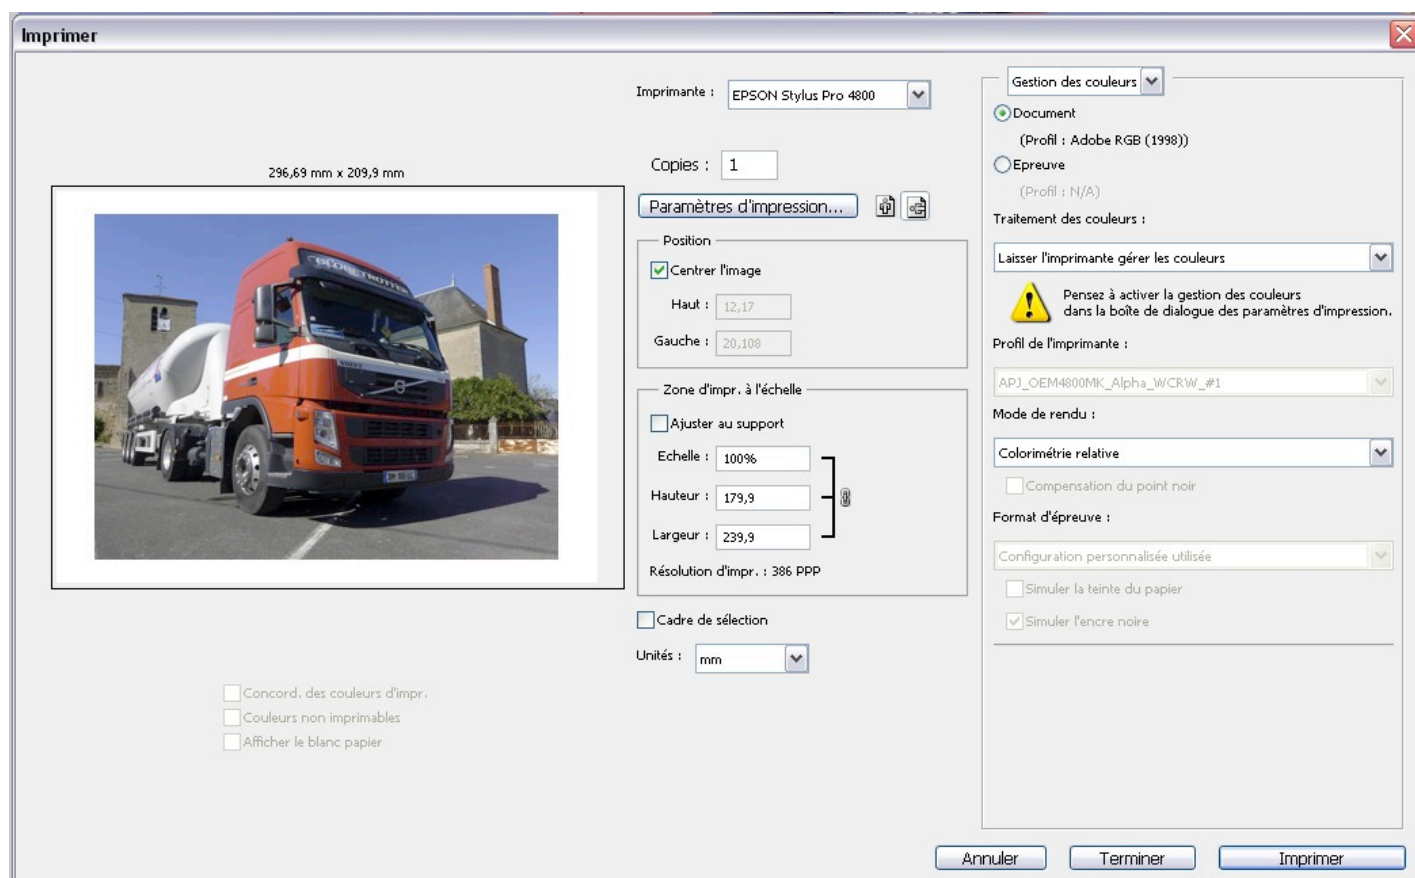 Imprimer
296,69 mm x 209,9 mm
GLOBETROTTER
VOLVO
Concord. des couleurs d'impr.
Couleurs non imprimables
Afficher le blanc papier
Imprimante :
EPSON Stylus Pro 4800
Copies :
1
Paramètres d'impression...
Position
Centrer l'image
Haut :
12,17
Gauche :
20,108
Zone d'impr. à l'échelle
Ajuster au support
Echelle :
100%
Hauteur :
179,9
Largeur :
239,9
Résolution d'impr. : 386 PPP
Cadre de sélection
Unités :
mm
Gestion des couleurs
Document
(Profil : Adobe RGB (1998))
Epreuve
(Profil : N/A)
Traitement des couleurs :
Laisser l'imprimante gérer les couleurs
Pensez à activer la gestion des couleurs
dans la boîte de dialogue des paramètres d'impression.
Profil de l'imprimante :
APJ_OEM4800MK_Alpha_WCRW_#1
Mode de rendu :
Colorimétrie relative
Compensation du point noir
Format d'épreuve :
Configuration personnalisée utilisée
Simuler la teinte du papier
Simuler l'encre noire
Annuler
Terminer
Imprimer